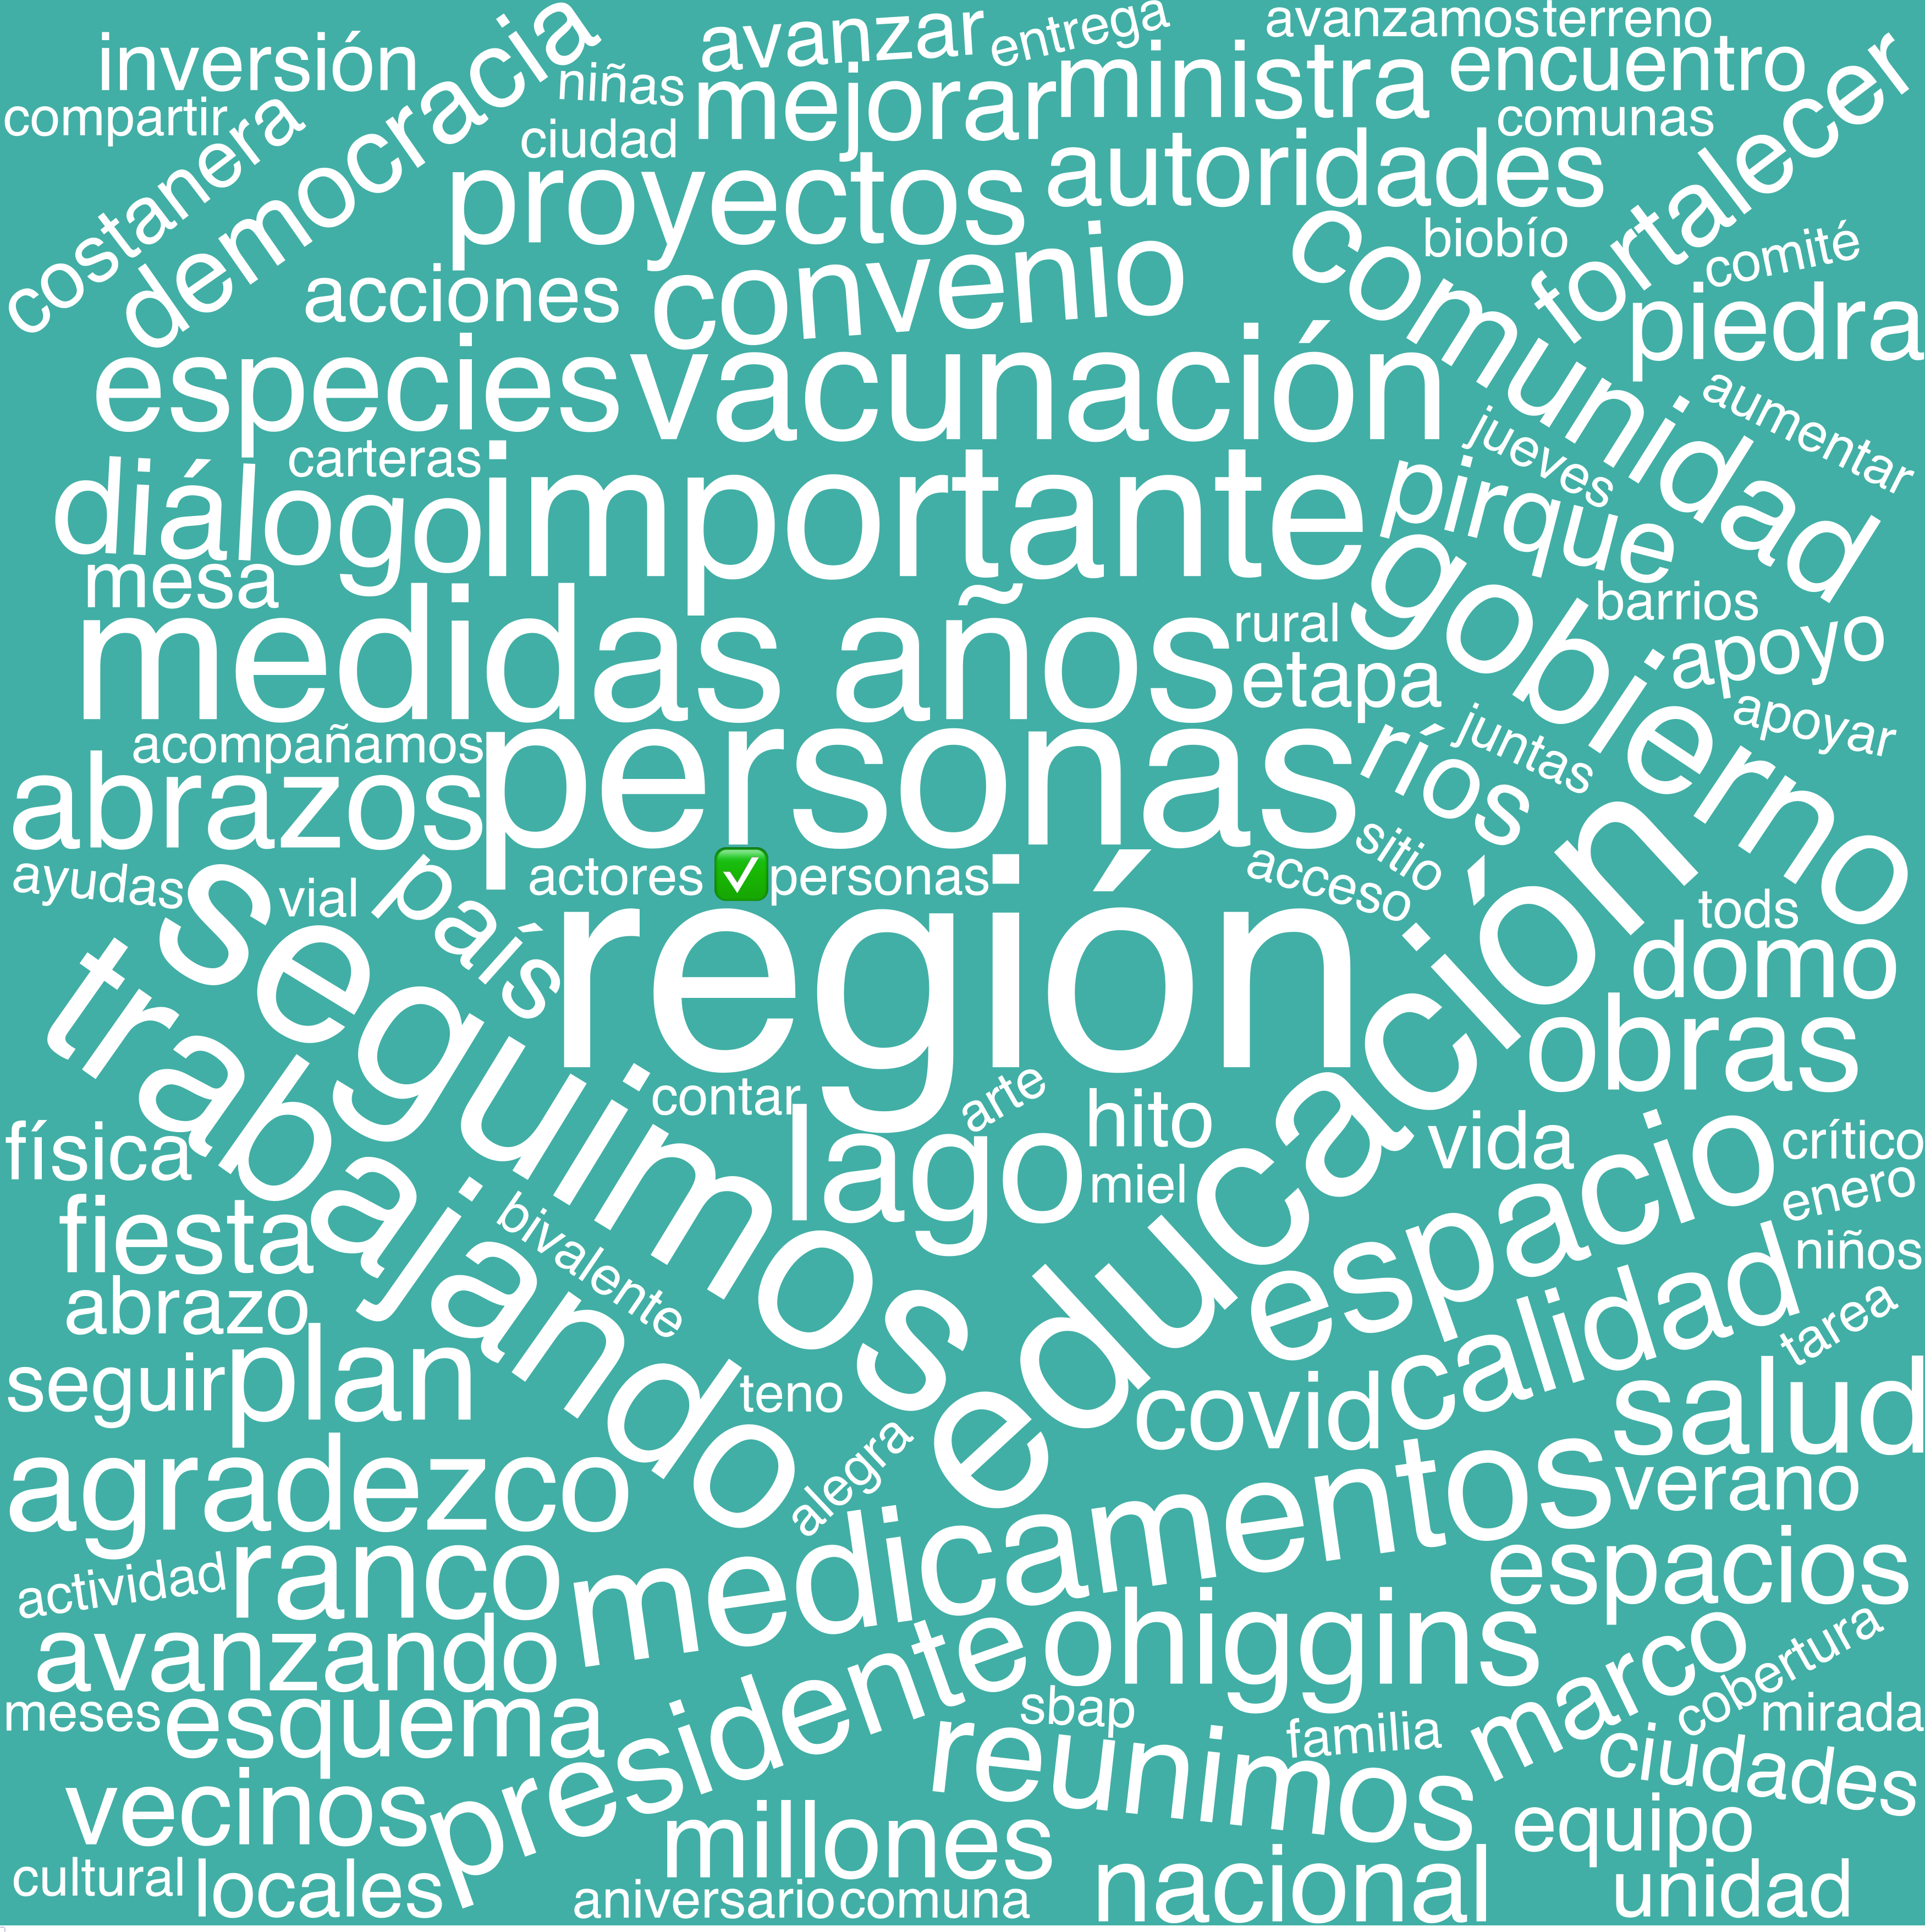 inversión
democracia
avanzar
entrega
avanzamos
terreno
compartir
niñas
mejorar
ministra
encuentro
costanera
ciudad
comunas
fortalecer
proyectos
autoridades
acciones
convenio
comunidad
biobío
comité
piedra
especies
vacunación
aumentar
carteras
jueves
diálogo
importante
pirque
mesa
gobierno
barrios
medidas
años
rural
etapa
apoyo
acompañamos
apoyar
abrazos
personas
ríos
juntas
ayudas
vial
país
actores
✅personas
acceso
sitio
tods
seguimos
región
educación
domo
trabajando
obras
contar
arte
hito
vida
crítico
física
lago
miel
espacio
enero
fiesta
bivalente
niños
abrazo
calidad
tarea
seguir
plan
teno
covid
salud
agradezco
alegra
medicamentos
verano
actividad
ranco
espacios
avanzando
presidente
ohiggins
marco
cobertura
meses
esquema
sbap
familia
mirada
reunimos
ciudades
vecinos
millones
equipo
cultural
locales
aniversario
comuna
nacional
unidad